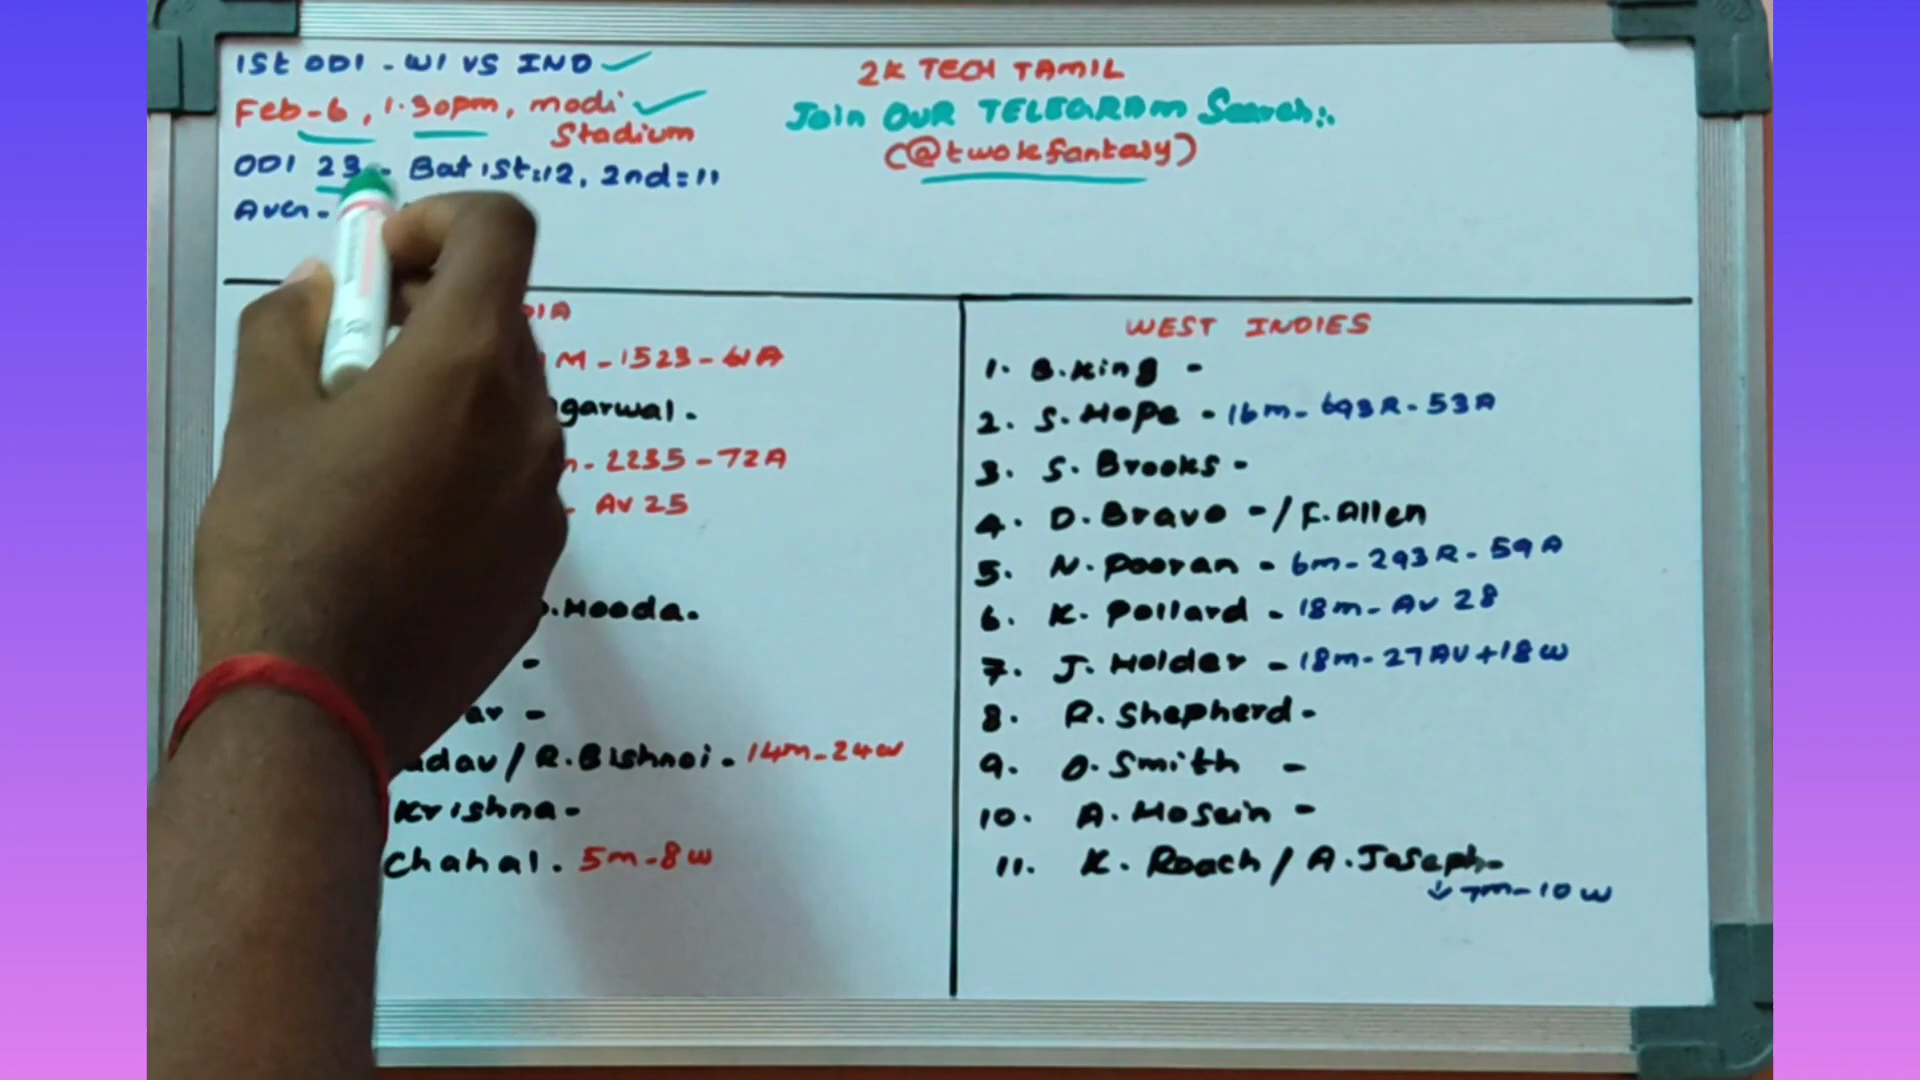 1st ODI - WI VS IND
Feb-6, 1.30pm, modi
Stadium
ODI 23 - Bat 1st:12, 2nd=11
Aver-
2K TECH TAMIL
Join OUR TELEGRAM Search:.
(@twokfantasy)
DIA
M - 1523 - 61A
garwal.
- 2235 - 72A
- AV 25
.Hooda.
-
ar -
adav / R.Bishnoi - 14m - 24w
Krishna -
Chahal. 5m-8w
WEST INDIES
1. B.King -
2. S. Hope - 16m - 693R - 53A
3. S. Brooks -
4. D. Bravo - / F. Allen
5. N. Pooran - 6m - 293R - 59A
6. K. Pollard - 18m - Av 28
7. J. Holder - 18m - 27AV + 18w
8. R. Shepherd -
9. O. Smith -
10. A. Hosein -
11. K. Roach / A. Joseph -
↓ 7m - 10w